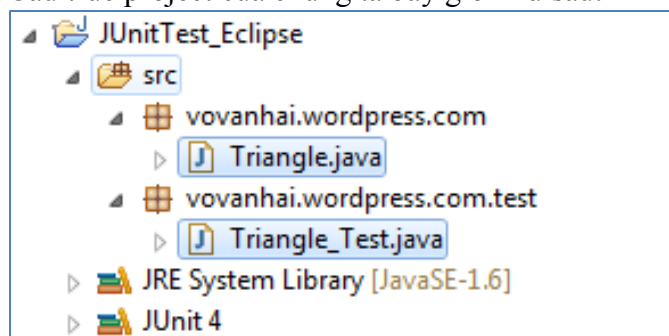 JUnitTest_Eclipse
src
vovanhai.wordpress.com
Triangle.java
vovanhai.wordpress.com.test
Triangle_Test.java
JRE System Library [JavaSE-1.6]
JUnit 4